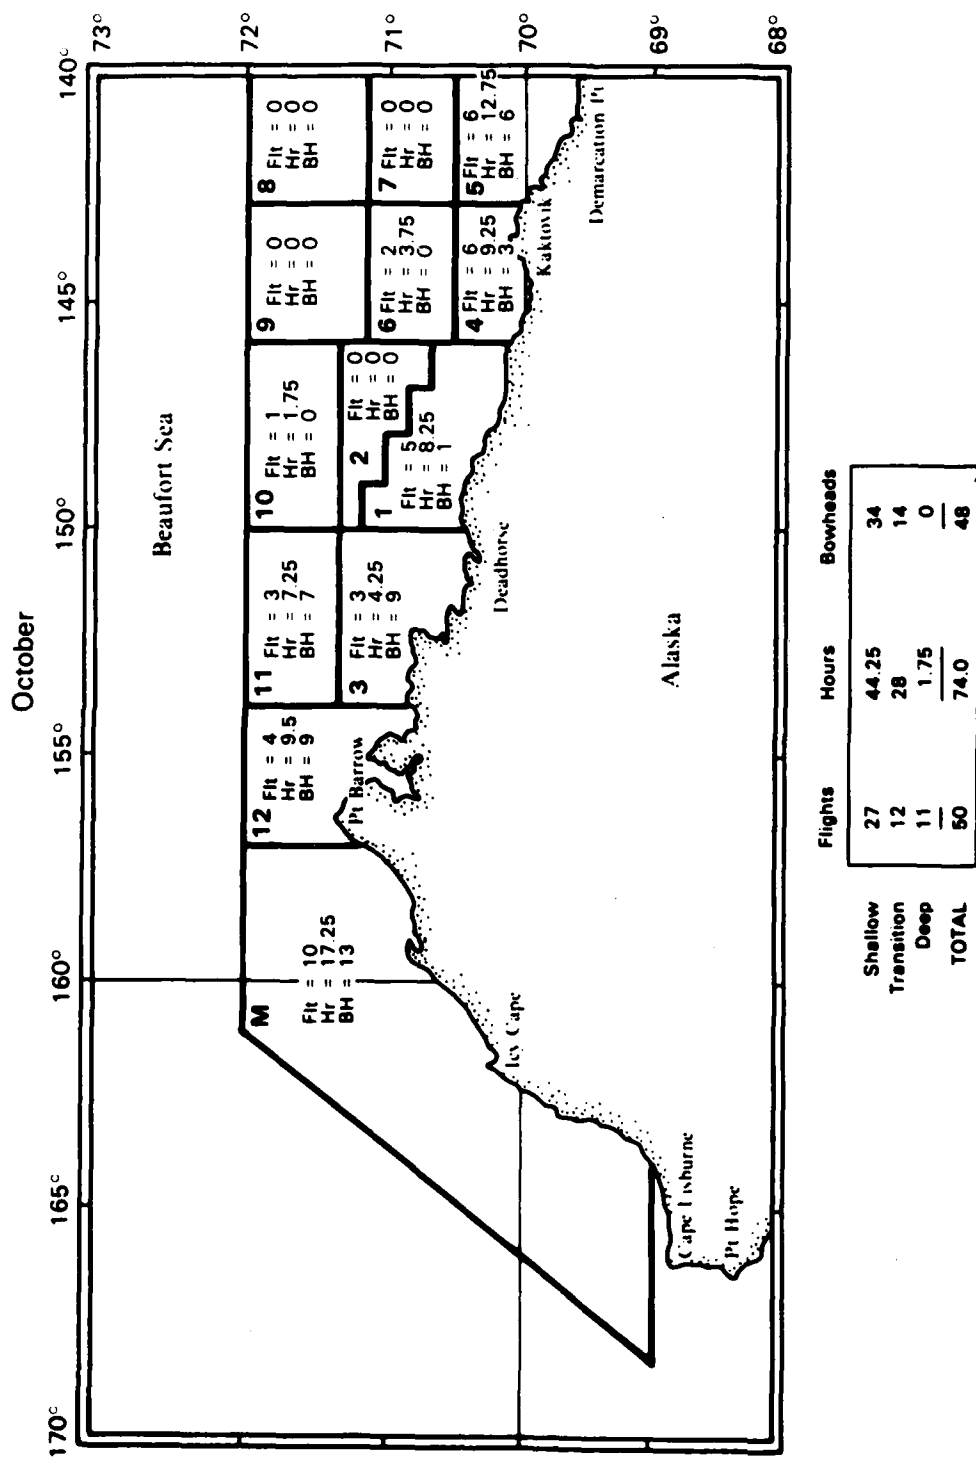 October
170°
165°
160°
155°
150°
145°
140°
73°
72°
71°
70°
69°
68°
Beaufort Sea
M
Flt = 10
Hr = 17.25
BH = 13
12
Flt = 4
Hr = 9.5
BH = 9
11
Flt = 3
Hr = 7.25
BH = 7
10
Flt = 1
Hr = 1.75
BH = 0
9
Flt = 0
Hr = 0
BH = 0
8
Flt = 0
Hr = 0
BH = 0
3
Flt = 3
Hr = 4.25
BH = 9
2
Flt = 0
Hr = 0
BH = 0
1
Flt = 5
Hr = 8.25
BH = 1
6
Flt = 2
Hr = 3.75
BH = 0
7
Flt = 0
Hr = 0
BH = 0
4
Flt = 6
Hr = 9.25
BH = 3
5
Flt = 6
Hr = 12.75
BH = 6
Pt Barrow
Icy Cape
Cape Lisburne
Pt Hope
Deadhorse
Kaktovik
Demarcation Pt
Alaska
Flights Hours Bowheads
Shallow 27 44.25 34
Transition 12 28 14
Deep 11 1.75 0
TOTAL 50 74.0 48